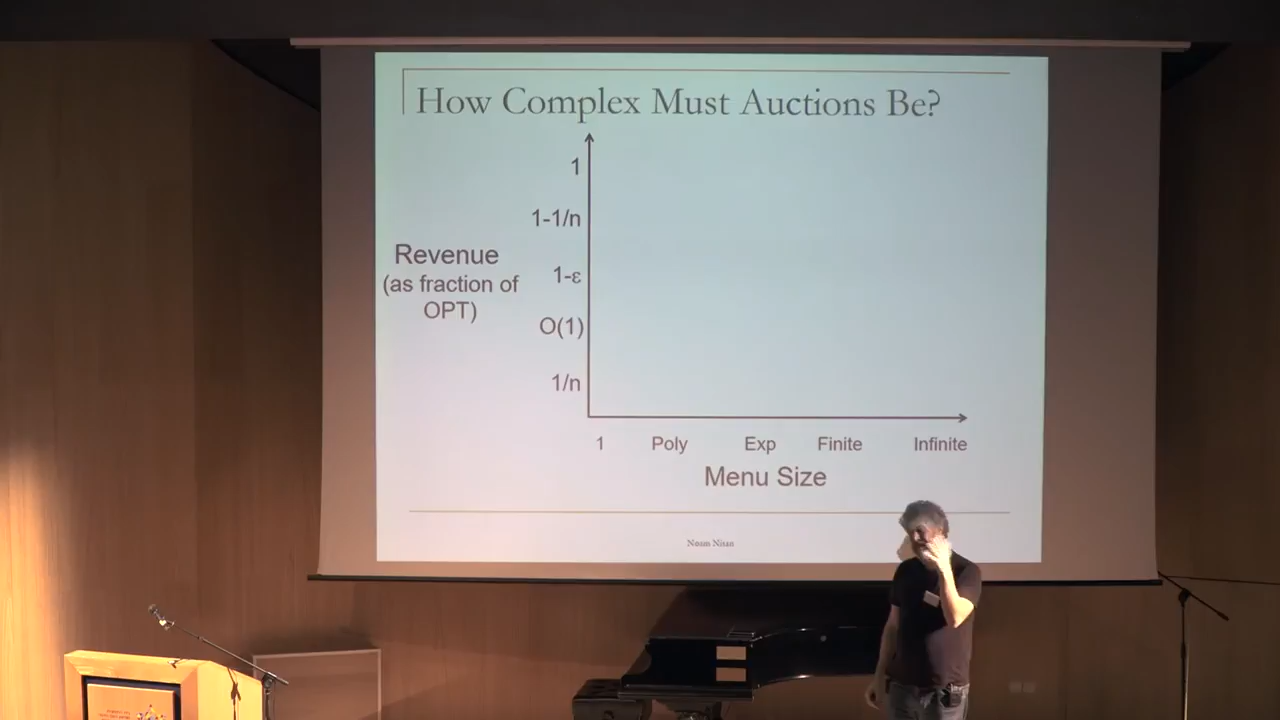 How Complex Must Auctions Be?
1
1-1/n
1-ε
O(1)
1/n
Revenue
(as fraction of
OPT)
1 Poly Exp Finite Infinite
Menu Size
Noam Nisan